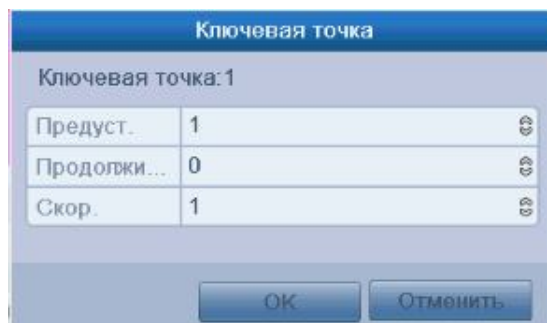 Ключевая точка
Ключевая точка:1
Предуст. 1
Продолжи... 0
Скор. 1
OK Отменить